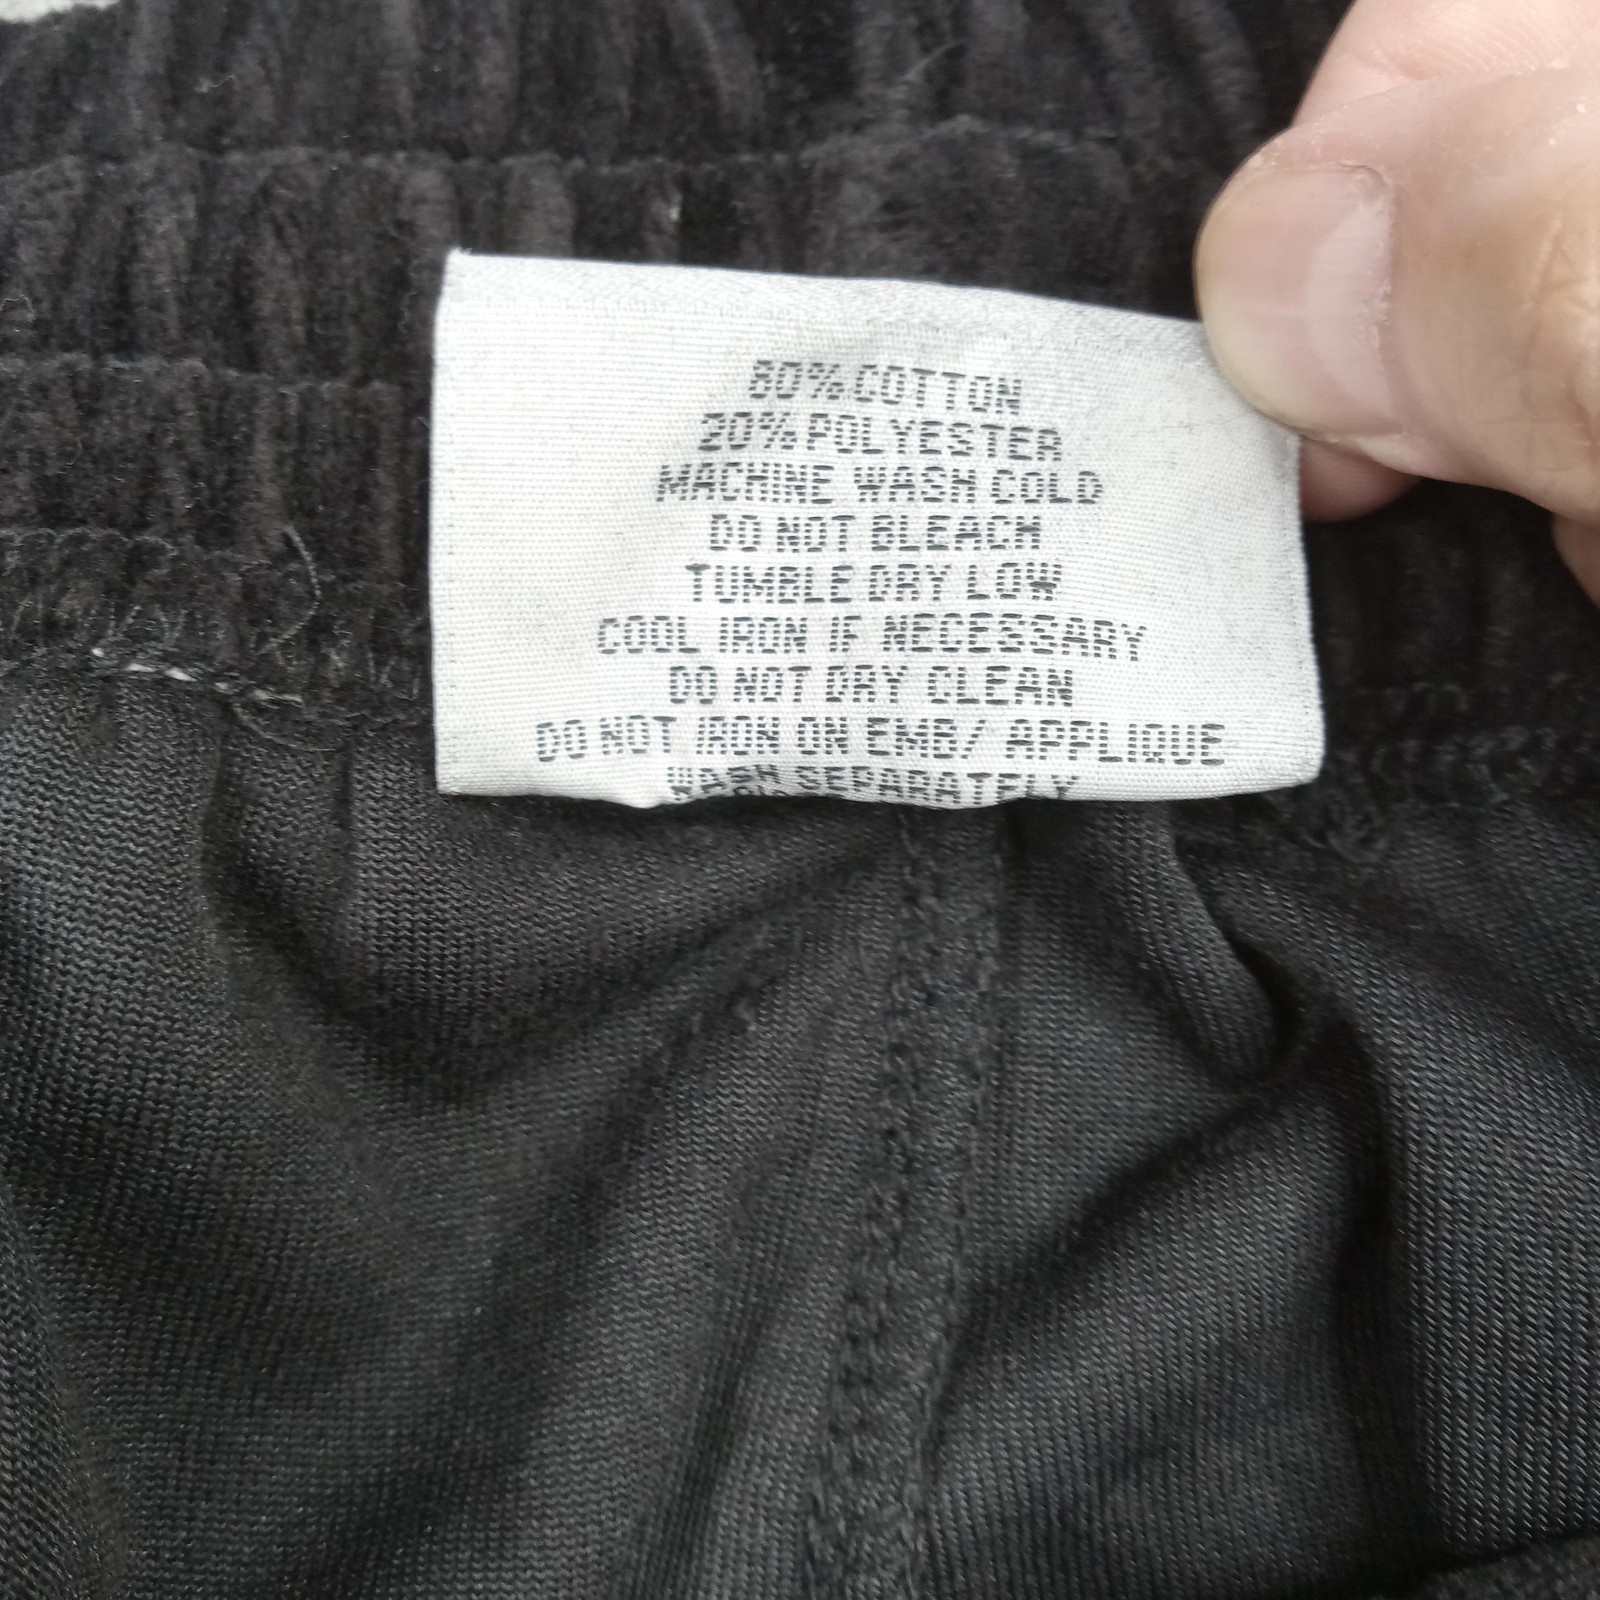 80% COTTON
20% POLYESTER
MACHINE WASH COLD
DO NOT BLEACH
TUMBLE DRY LOW
COOL IRON IF NECESSARY
DO NOT DRY CLEAN
DO NOT IRON ON EMB/ APPLIQUE
WASH SEPARATELY